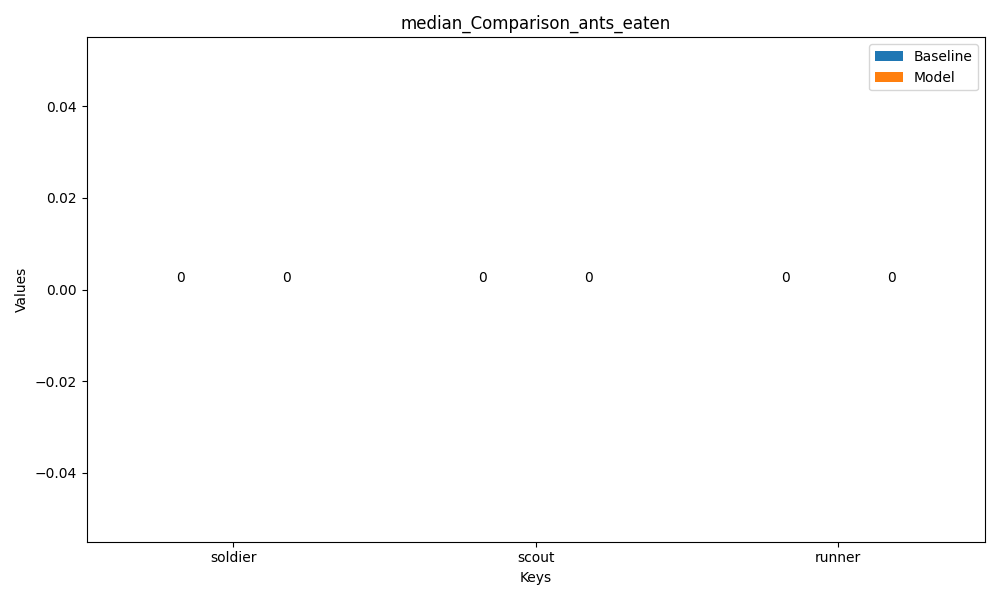 median_Comparison_ants_eaten
Baseline
Model
0.04
0.02
0.00
−0.02
−0.04
Values
0 0 0 0 0 0
soldier scout runner
Keys